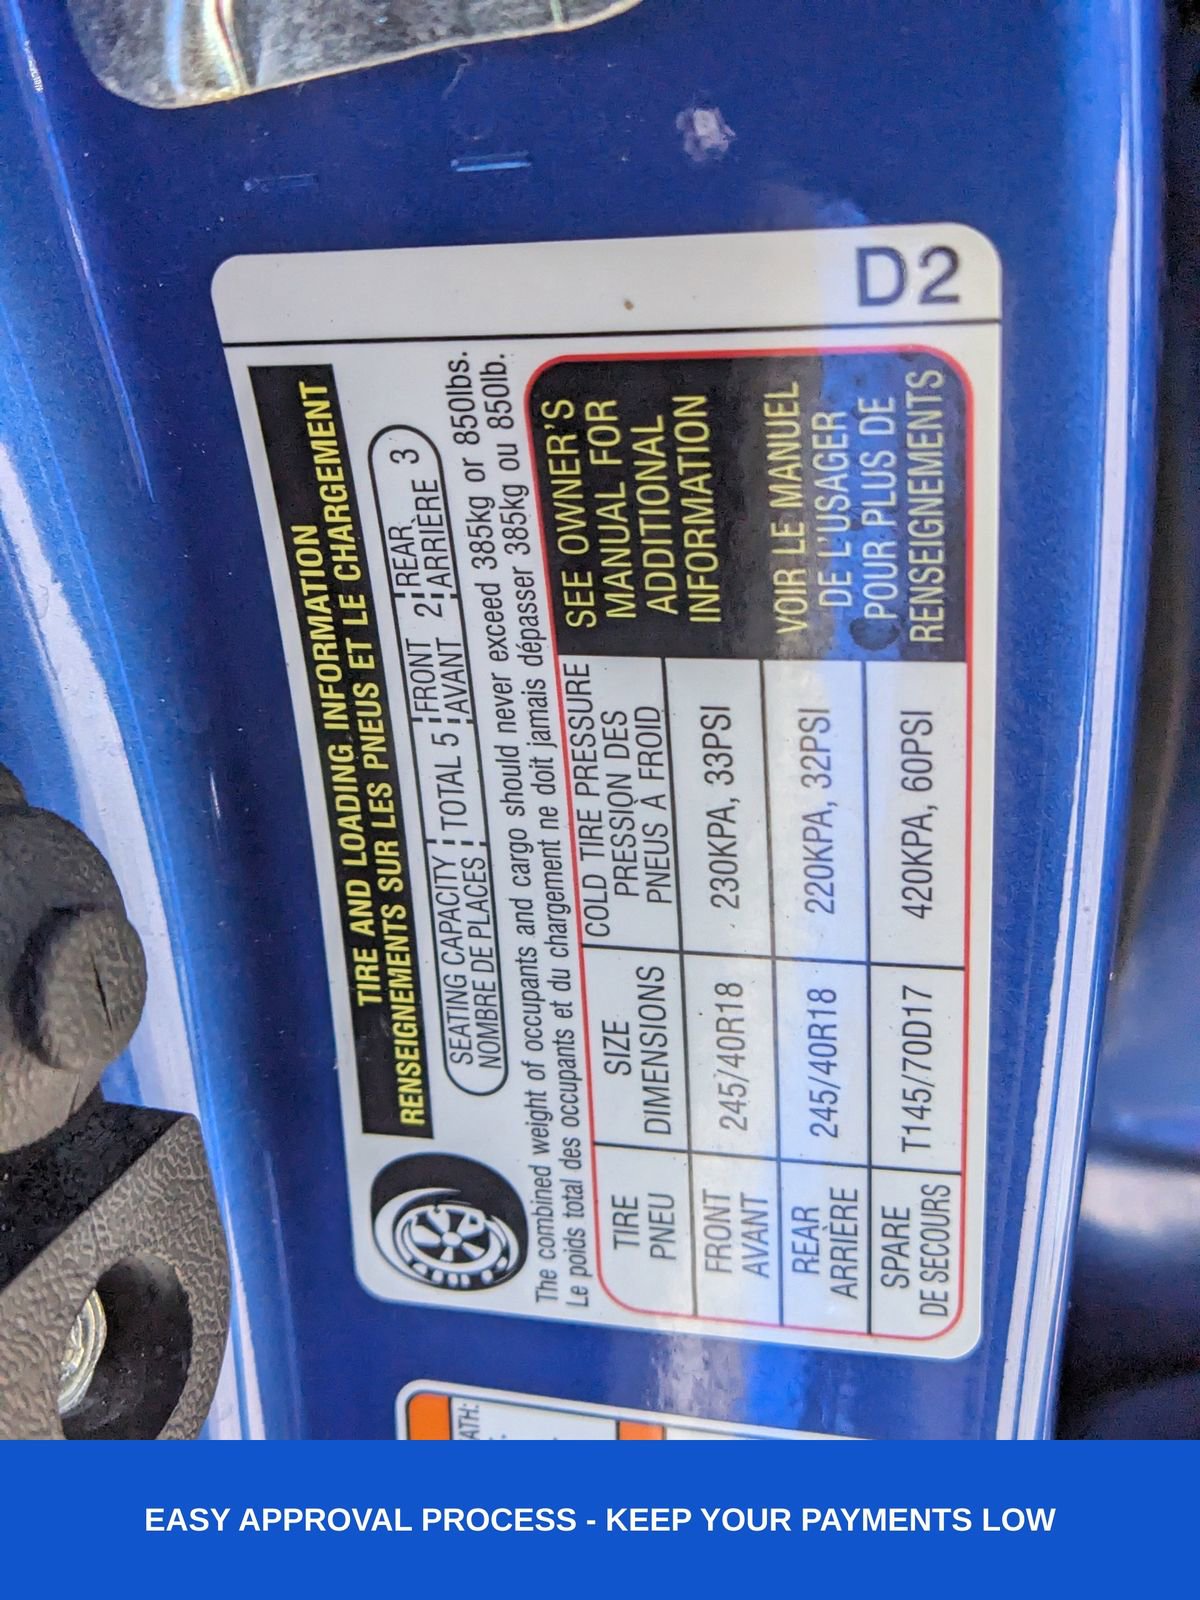 D2
TIRE AND LOADING INFORMATION
RENSEIGNEMENTS SUR LES PNEUS ET LE CHARGEMENT
SEATING CAPACITY TOTAL 5 FRONT 2 REAR 3
NOMBRE DE PLACES AVANT ARRIÈRE
The combined weight of occupants and cargo should never exceed 385kg or 850lbs.
Le poids total des occupants et du chargement ne doit jamais dépasser 385kg ou 850lb.
TIRE SIZE COLD TIRE PRESSURE
PNEU DIMENSIONS PRESSION DES
PNEUS À FROID
FRONT 245/40R18 230KPA, 33PSI
AVANT
REAR 245/40R18 220KPA, 32PSI
ARRIÈRE
SPARE T145/70D17 420KPA, 60PSI
DE SECOURS
SEE OWNER'S
MANUAL FOR
ADDITIONAL
INFORMATION
VOIR LE MANUEL
DE L'USAGER
POUR PLUS DE
RENSEIGNEMENTS
EASY APPROVAL PROCESS - KEEP YOUR PAYMENTS LOW